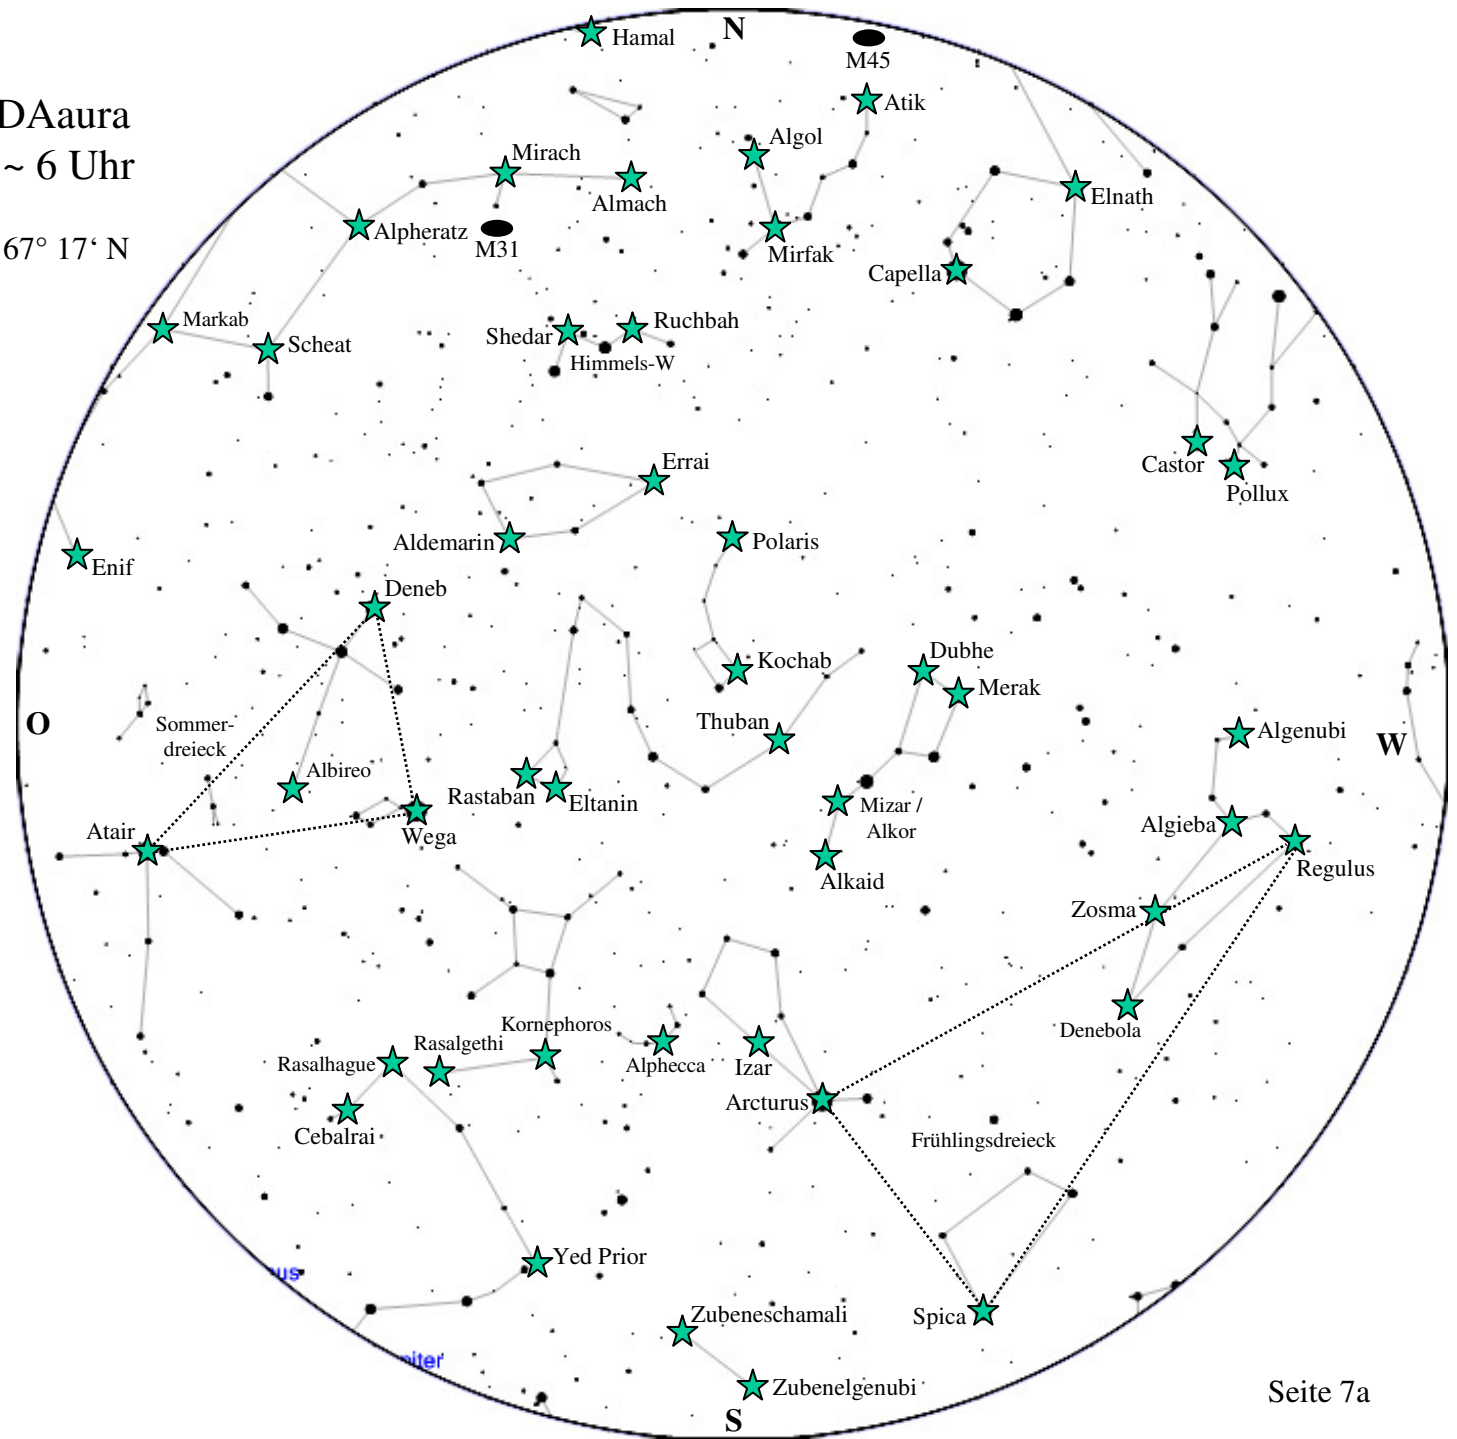 N
Hamal
M45
DAaura
~ 6 Uhr
67° 17‘ N
Atik
Algol
Mirach
Almach
Elnath
Alpheratz
M31
Mirfak
Capella
Markab
Scheat
Shedar
Ruchbah
Himmels-W
Castor
Pollux
Errai
Aldemarin
Polaris
Enif
Deneb
Kochab
Dubhe
Merak
Thuban
O
Sommer-
dreieck
Algenubi
W
Albireo
Rastaban
Eltanin
Mizar /
Alkor
Algieba
Atair
Wega
Regulus
Alkaid
Zosma
Kornephoros
Denebola
Rasalhague
Rasalgethi
Alphecca
Izar
Arcturus
Cebalrai
Frühlingsdreieck
Yed Prior
us
Zubeneschamali
Spica
piter
Zubenelgenubi
Seite 7a
S